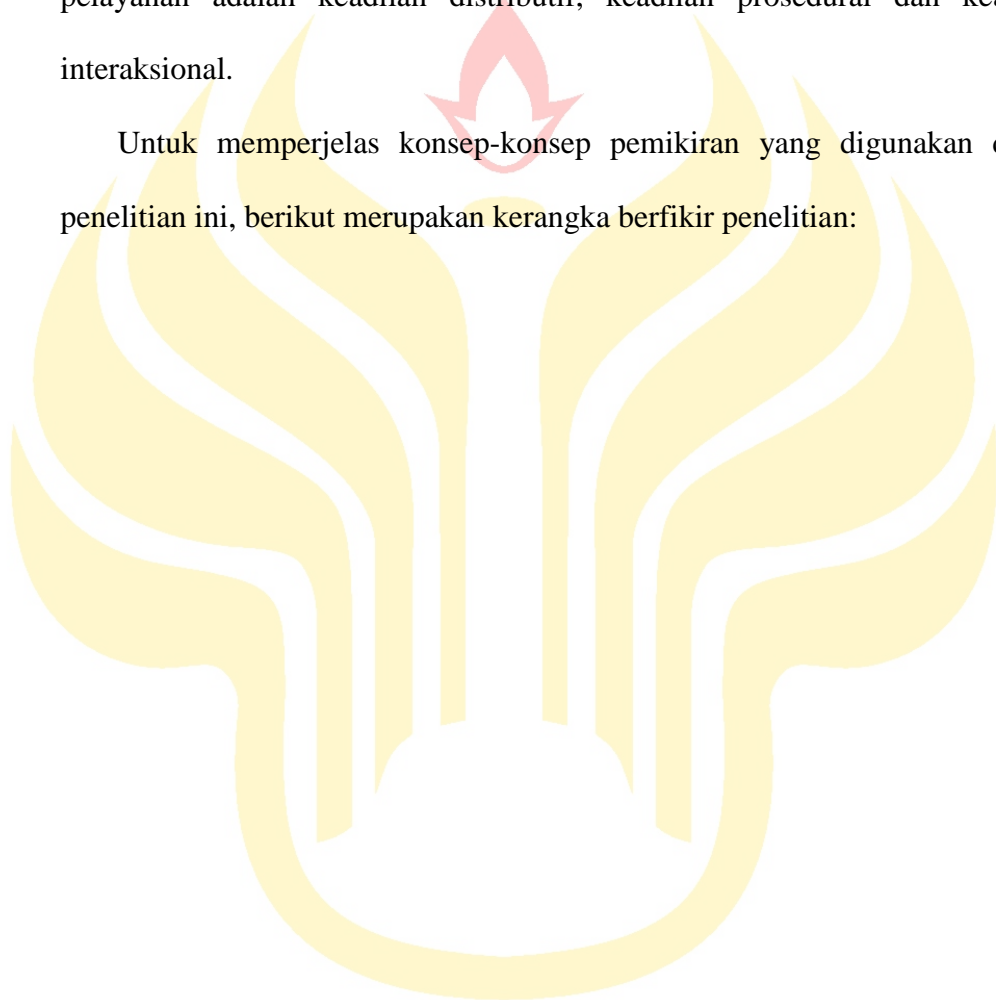 pelayanan adalah keadilan distributif, keadilan prosedural dan
interaksional.
Untuk memperjelas konsep-konsep pemikiran yang digunakan
penelitian ini, berikut merupakan kerangka berfikir penelitian: